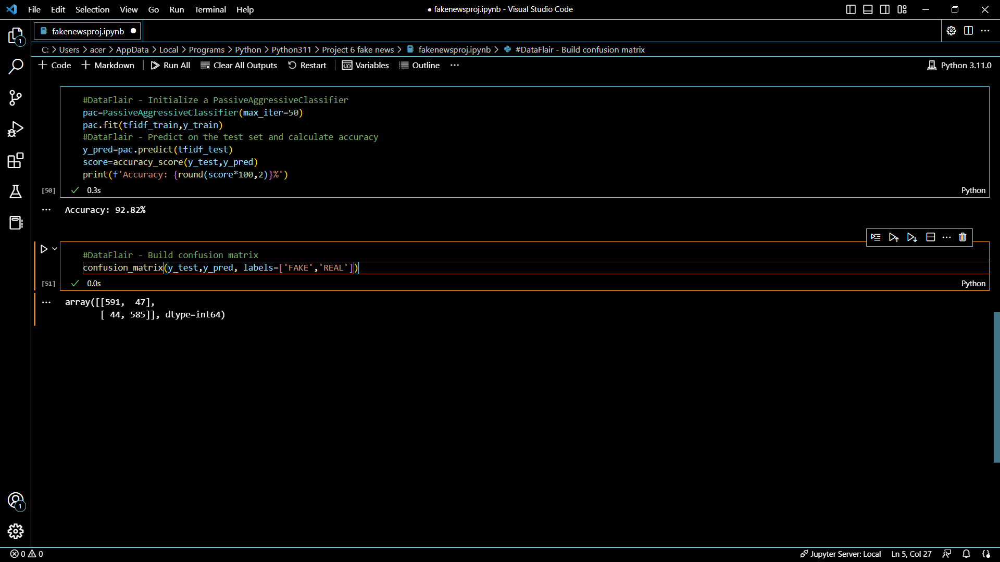 File Edit Selection View Go Run Terminal Help
● fakenewsproj.ipynb - Visual Studio Code
fakenewsproj.ipynb ●
C: > Users > acer > AppData > Local > Programs > Python > Python311 > Project 6 fake news > fakenewsproj.ipynb > #DataFlair - Build confusion matrix
+ Code + Markdown | Run All Clear All Outputs Restart | Variables Outline ...
Python 3.11.0
#DataFlair - Initialize a PassiveAggressiveClassifier
pac=PassiveAggressiveClassifier(max_iter=50)
pac.fit(tfidf_train,y_train)
#DataFlair - Predict on the test set and calculate accuracy
y_pred=pac.predict(tfidf_test)
score=accuracy_score(y_test,y_pred)
print(f'Accuracy: {round(score*100,2)}%')
[50] ✓ 0.3s Python
... Accuracy: 92.82%
#DataFlair - Build confusion matrix
confusion_matrix(y_test,y_pred, labels=['FAKE','REAL'])
[51] ✓ 0.0s Python
... array([[591,  47],
       [ 44, 585]], dtype=int64)
1
1
0 0
Jupyter Server: Local Ln 5, Col 27